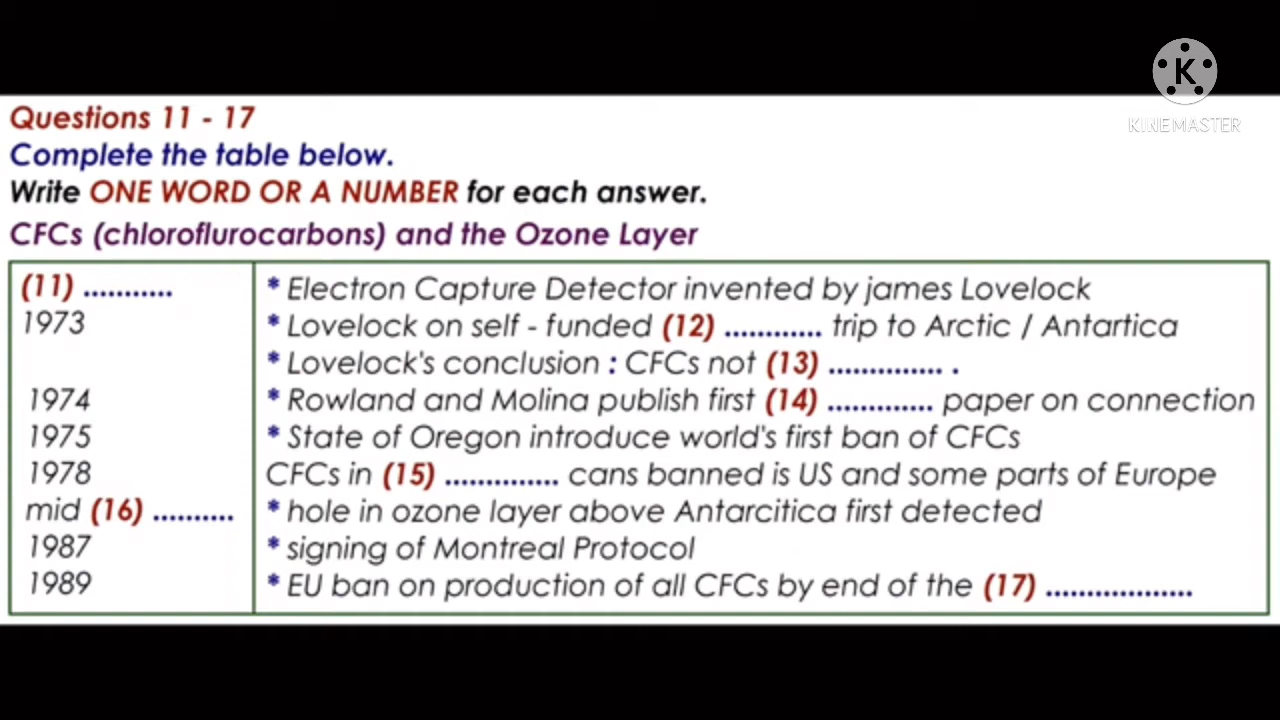 K
KINEMASTER
Questions 11 - 17
Complete the table below.
Write ONE WORD OR A NUMBER for each answer.
CFCs (chloroflurocarbons) and the Ozone Layer
(11) ........... * Electron Capture Detector invented by james Lovelock
1973 * Lovelock on self - funded (12) ............ trip to Arctic / Antartica
* Lovelock's conclusion : CFCs not (13) .............. .
1974 * Rowland and Molina publish first (14) ............. paper on connection
1975 * State of Oregon introduce world's first ban of CFCs
1978 CFCs in (15) .............. cans banned is US and some parts of Europe
mid (16) .......... * hole in ozone layer above Antarcitica first detected
1987 * signing of Montreal Protocol
1989 * EU ban on production of all CFCs by end of the (17) ..................